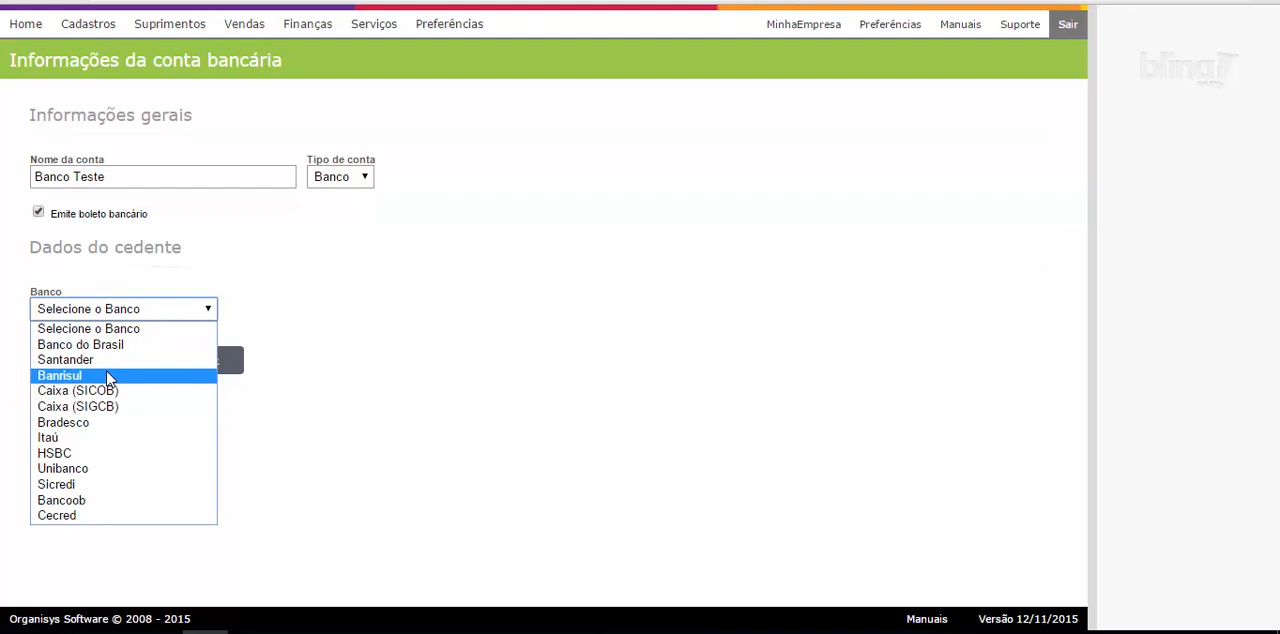 Home Cadastros Suprimentos Vendas Finanças Serviços Preferências MinhaEmpresa Preferências Manuais Suporte Sair
bling
Informações da conta bancária
Informações gerais
Nome da conta Tipo de conta
Banco Teste Banco
Emite boleto bancário
Dados do cedente
Banco
Selecione o Banco
Selecione o Banco
Banco do Brasil
Santander
Banrisul
Caixa (SICOB)
Caixa (SIGCB)
Bradesco
Itaú
HSBC
Unibanco
Sicredi
Bancoob
Cecred
Organisys Software © 2008 - 2015 Manuais Versão 12/11/2015